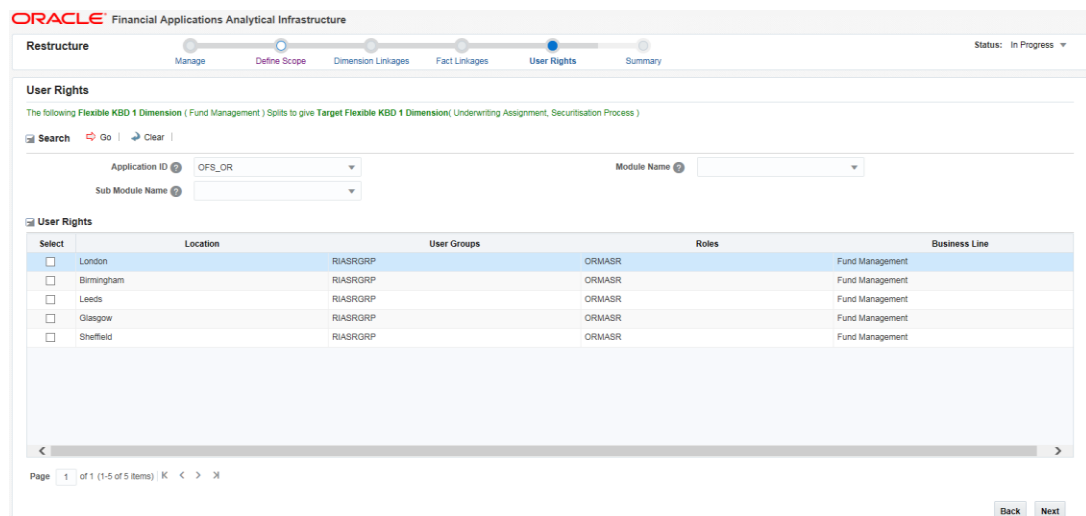 ORACLE® Financial Applications Analytical Infrastructure
Restructure
Manage Define Scope Dimension Linkages Fact Linkages User Rights Summary
Status: In Progress
User Rights
The following Flexible KBD 1 Dimension ( Fund Management ) Splits to give Target Flexible KBD 1 Dimension( Underwriting Assignment, Securitisation Process )
Search Go | Clear |
Application ID ? OFS_OR Module Name ?
Sub Module Name ?
User Rights
Select Location User Groups Roles Business Line
London RIASRGRP ORMASR Fund Management
Birmingham RIASRGRP ORMASR Fund Management
Leeds RIASRGRP ORMASR Fund Management
Glasgow RIASRGRP ORMASR Fund Management
Sheffield RIASRGRP ORMASR Fund Management
Page 1 of 1 (1-5 of 5 items)
Back Next